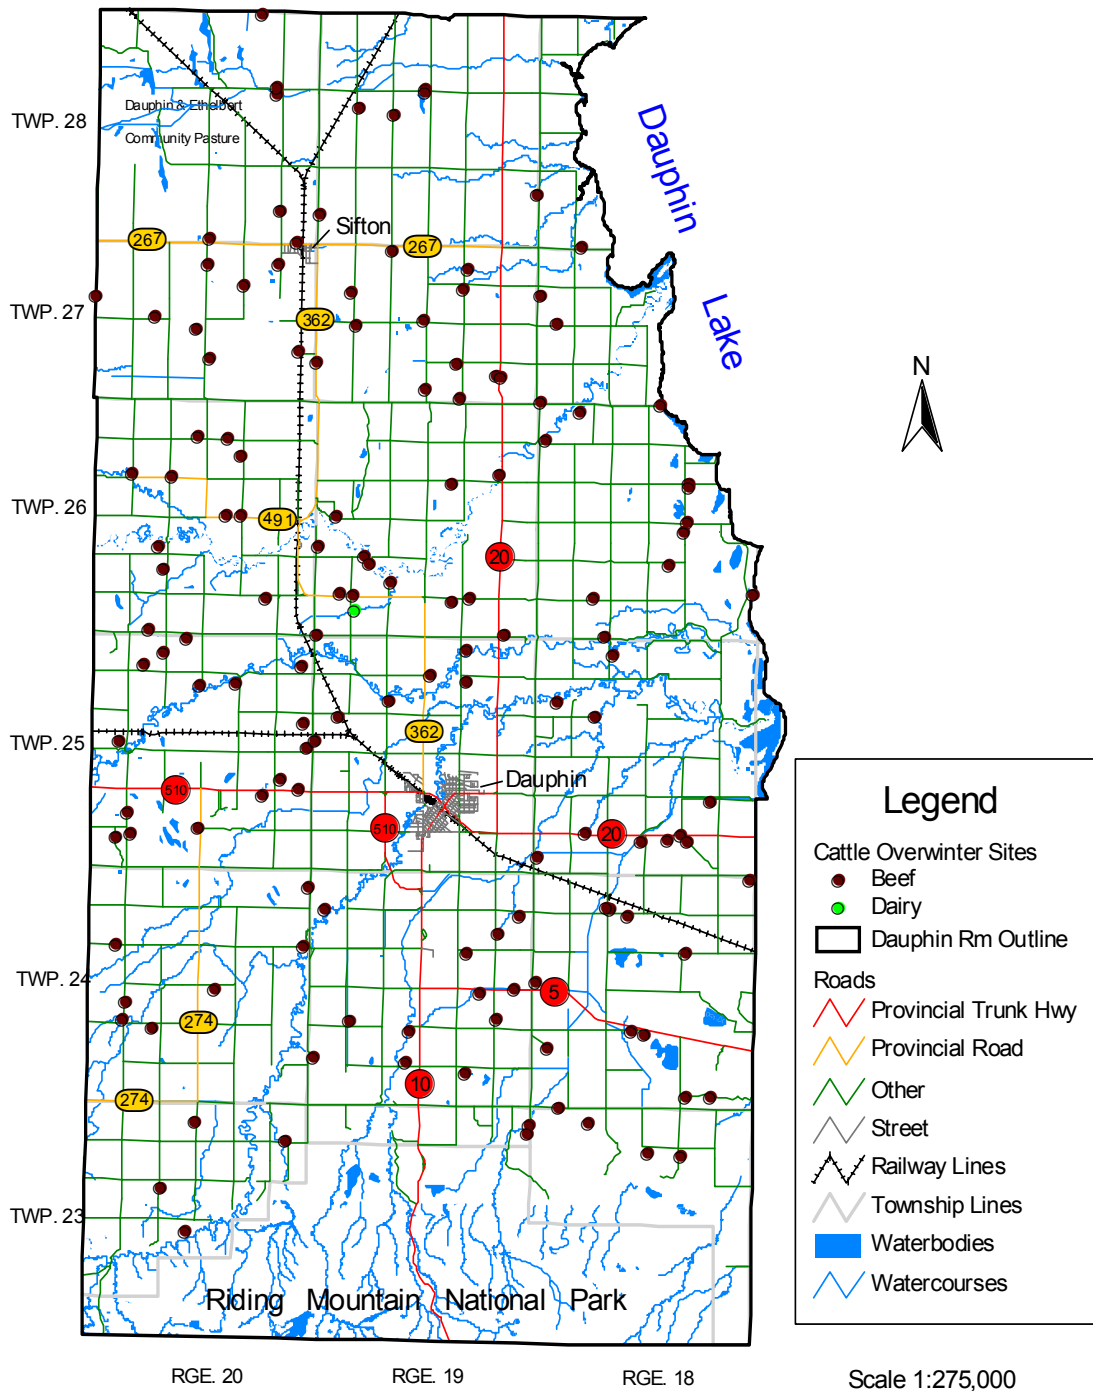 TWP. 28
Dauphin & Ethelbert
Community Pasture
Dauphin
Lake
Sifton
267
267
TWP. 27
362
N
TWP. 26
491
20
TWP. 25
362
Dauphin
510
510
20
TWP. 24
5
274
10
274
TWP. 23
Riding Mountain National Park
RGE. 20
RGE. 19
RGE. 18
Legend
Cattle Overwinter Sites
Beef
Dairy
Dauphin Rm Outline
Roads
Provincial Trunk Hwy
Provincial Road
Other
Street
Railway Lines
Township Lines
Waterbodies
Watercourses
Scale 1:275,000